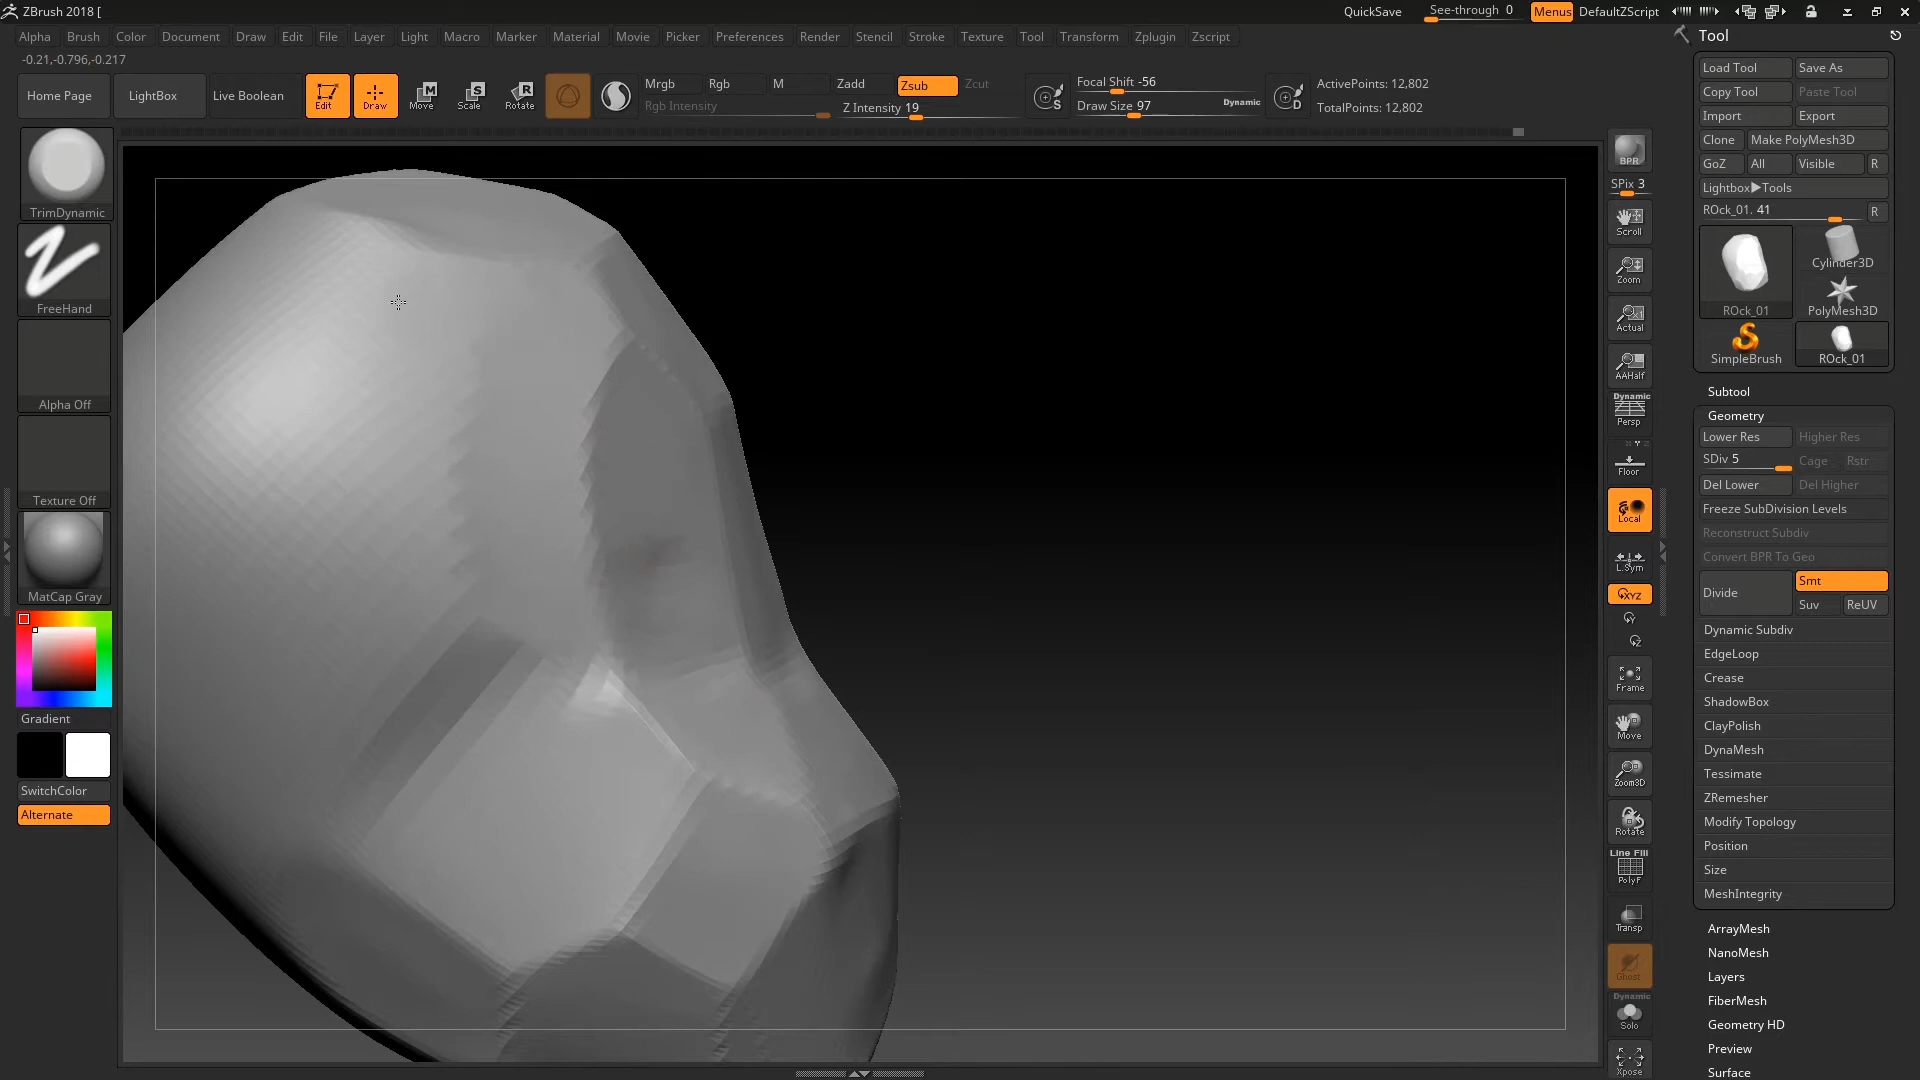 ZBrush 2018 [
QuickSave
See-through 0
Menus
DefaultZScript
Alpha Brush Color Document Draw Edit File Layer Light Macro Marker Material Movie Picker Preferences Render Stencil Stroke Texture Tool Transform Zplugin Zscript
-0.21,-0.796,-0.217
Home Page
LightBox
Live Boolean
Edit
Draw
Move
Scale
Rotate
Mrgb Rgb M
Rgb Intensity
Zadd Zsub Zcut
Z Intensity 19
Focal Shift -56
Draw Size 97
Dynamic
ActivePoints: 12,802
TotalPoints: 12,802
TrimDynamic
FreeHand
Alpha Off
Texture Off
MatCap Gray
Gradient
SwitchColor
Alternate
BPR
SPix 3
Scroll
Zoom
Actual
AAHalf
Dynamic
Persp
Floor
Local
L.Sym
XYZ
Y
Z
Frame
Move
Zoom3D
Rotate
Line Fill
PolyF
Transp
Ghost
Dynamic
Solo
Xpose
Tool
Load Tool Save As
Copy Tool Paste Tool
Import Export
Clone Make PolyMesh3D
GoZ All Visible R
Lightbox▶Tools
ROck_01. 41 R
ROck_01
Cylinder3D
PolyMesh3D
SimpleBrush
ROck_01
Subtool
Geometry
Lower Res Higher Res
SDiv 5 Cage Rstr
Del Lower Del Higher
Freeze SubDivision Levels
Reconstruct Subdiv
Convert BPR To Geo
Divide
Smt
Suv ReUV
Dynamic Subdiv
EdgeLoop
Crease
ShadowBox
ClayPolish
DynaMesh
Tessimate
ZRemesher
Modify Topology
Position
Size
MeshIntegrity
ArrayMesh
NanoMesh
Layers
FiberMesh
Geometry HD
Preview
Surface